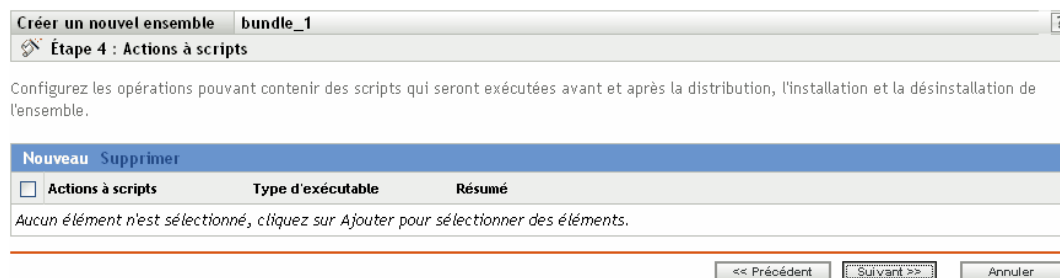 Créer un nouvel ensemble bundle_1 ?
Étape 4 : Actions à scripts
Configurez les opérations pouvant contenir des scripts qui seront exécutées avant et après la distribution, l'installation et la désinstallation de
l'ensemble.
Nouveau Supprimer
Actions à scripts Type d'exécutable Résumé
Aucun élément n'est sélectionné, cliquez sur Ajouter pour sélectionner des éléments.
<< Précédent Suivant >> Annuler